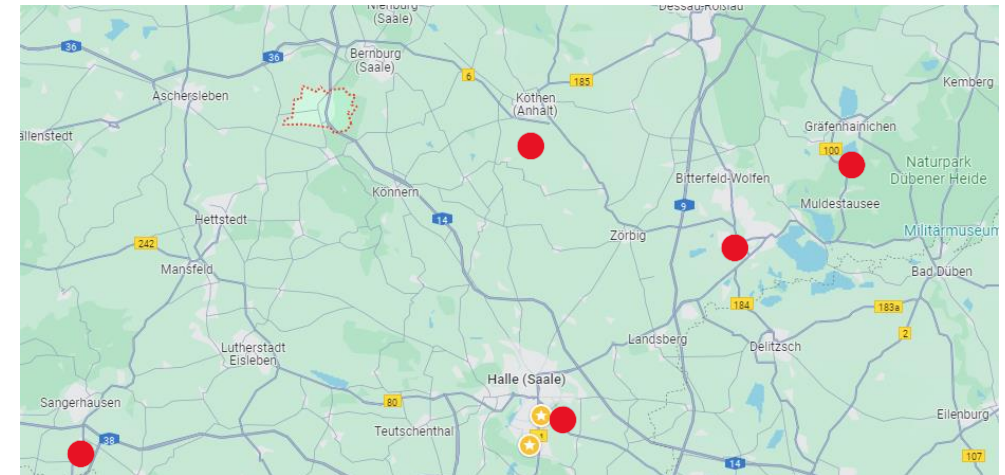 Nienburg
(Saale)
Dessau-Roßlau
36
36
Bernburg
(Saale)
6
185
Kemberg
Aschersleben
Köthen
(Anhalt)
allenstedt
Gräfenhainichen
100
Naturpark
Dübener Heide
Bitterfeld-Wolfen
Könnern
9
Muldestausee
Hettstedt
14
Zörbig
Militärmuseum
242
Mansfeld
Bad Düben
184
183a
2
Landsberg
Delitzsch
Lutherstadt
Eisleben
Halle (Saale)
Sangerhausen
80
Teutschenthal
Eilenburg
38
1
14
107